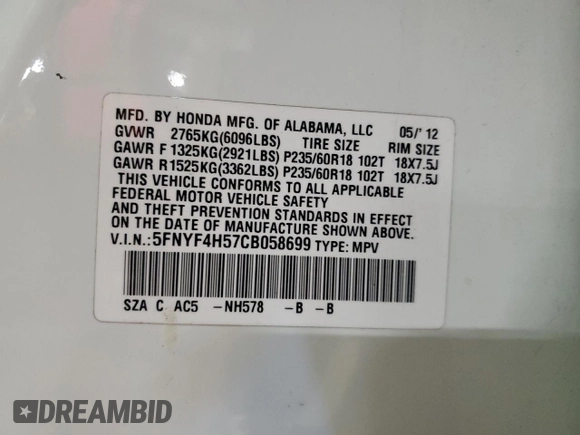 MFD. BY HONDA MFG. OF ALABAMA, LLC 05/'12
GVWR 2765KG(6096LBS) TIRE SIZE RIM SIZE
GAWR F 1325KG(2921LBS) P235/60R18 102T 18X7.5J
GAWR R1525KG(3362LBS) P235/60R18 102T 18X7.5J
THIS VEHICLE CONFORMS TO ALL APPLICABLE
FEDERAL MOTOR VEHICLE SAFETY
AND THEFT PREVENTION STANDARDS IN EFFECT
ON THE DATE OF MANUFACTURE SHOWN ABOVE.
V.I.N.:5FNYF4H57CB058699 TYPE: MPV
SZA C AC5 -NH578 -B -B
DREAMBID